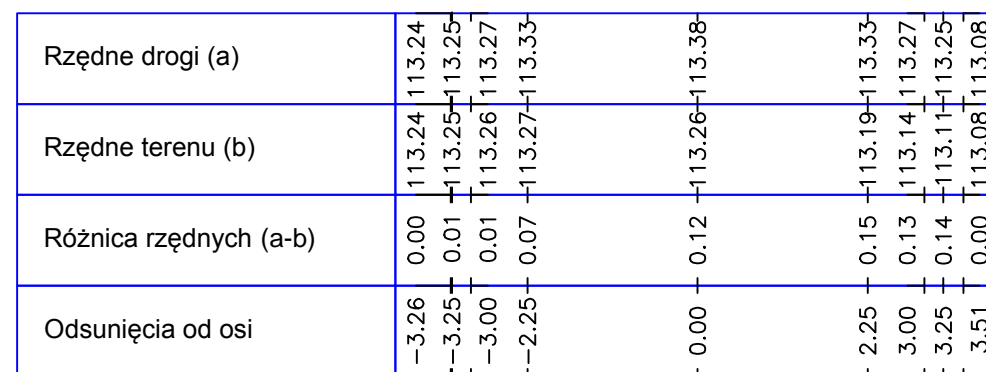 Rzędne drogi (a) 113.24 113.25 113.27 113.33 113.38 113.33 113.27 113.25 113.08
Rzędne terenu (b) 113.24 113.25 113.26 113.27 113.26 113.19 113.14 113.11 113.08
Różnica rzędnych (a-b) 0.00 0.01 0.01 0.07 0.12 0.15 0.13 0.14 0.00
Odsunięcia od osi -3.26 -3.25 -3.00 -2.25 0.00 2.25 3.00 3.25 3.51